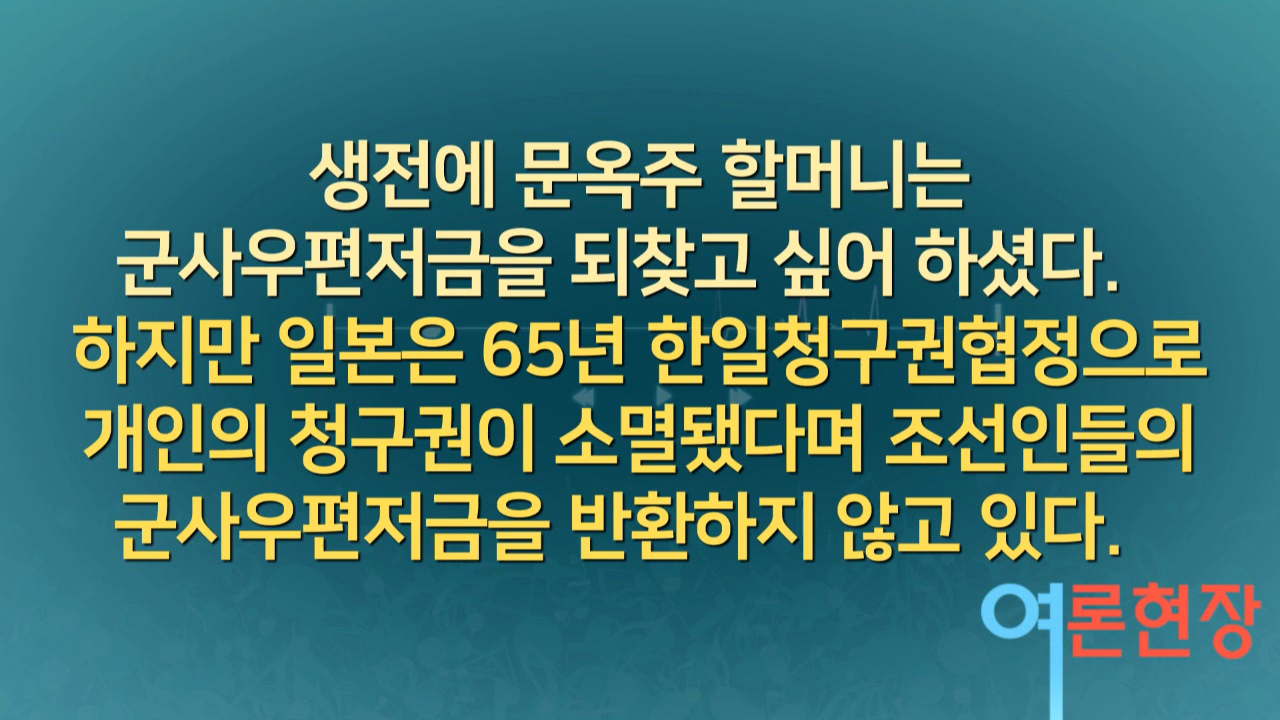 생전에 문옥주 할머니는
군사우편저금을 되찾고 싶어 하셨다.
하지만 일본은 65년 한일청구권협정으로
개인의 청구권이 소멸됐다며 조선인들의
군사우편저금을 반환하지 않고 있다.
여론현장